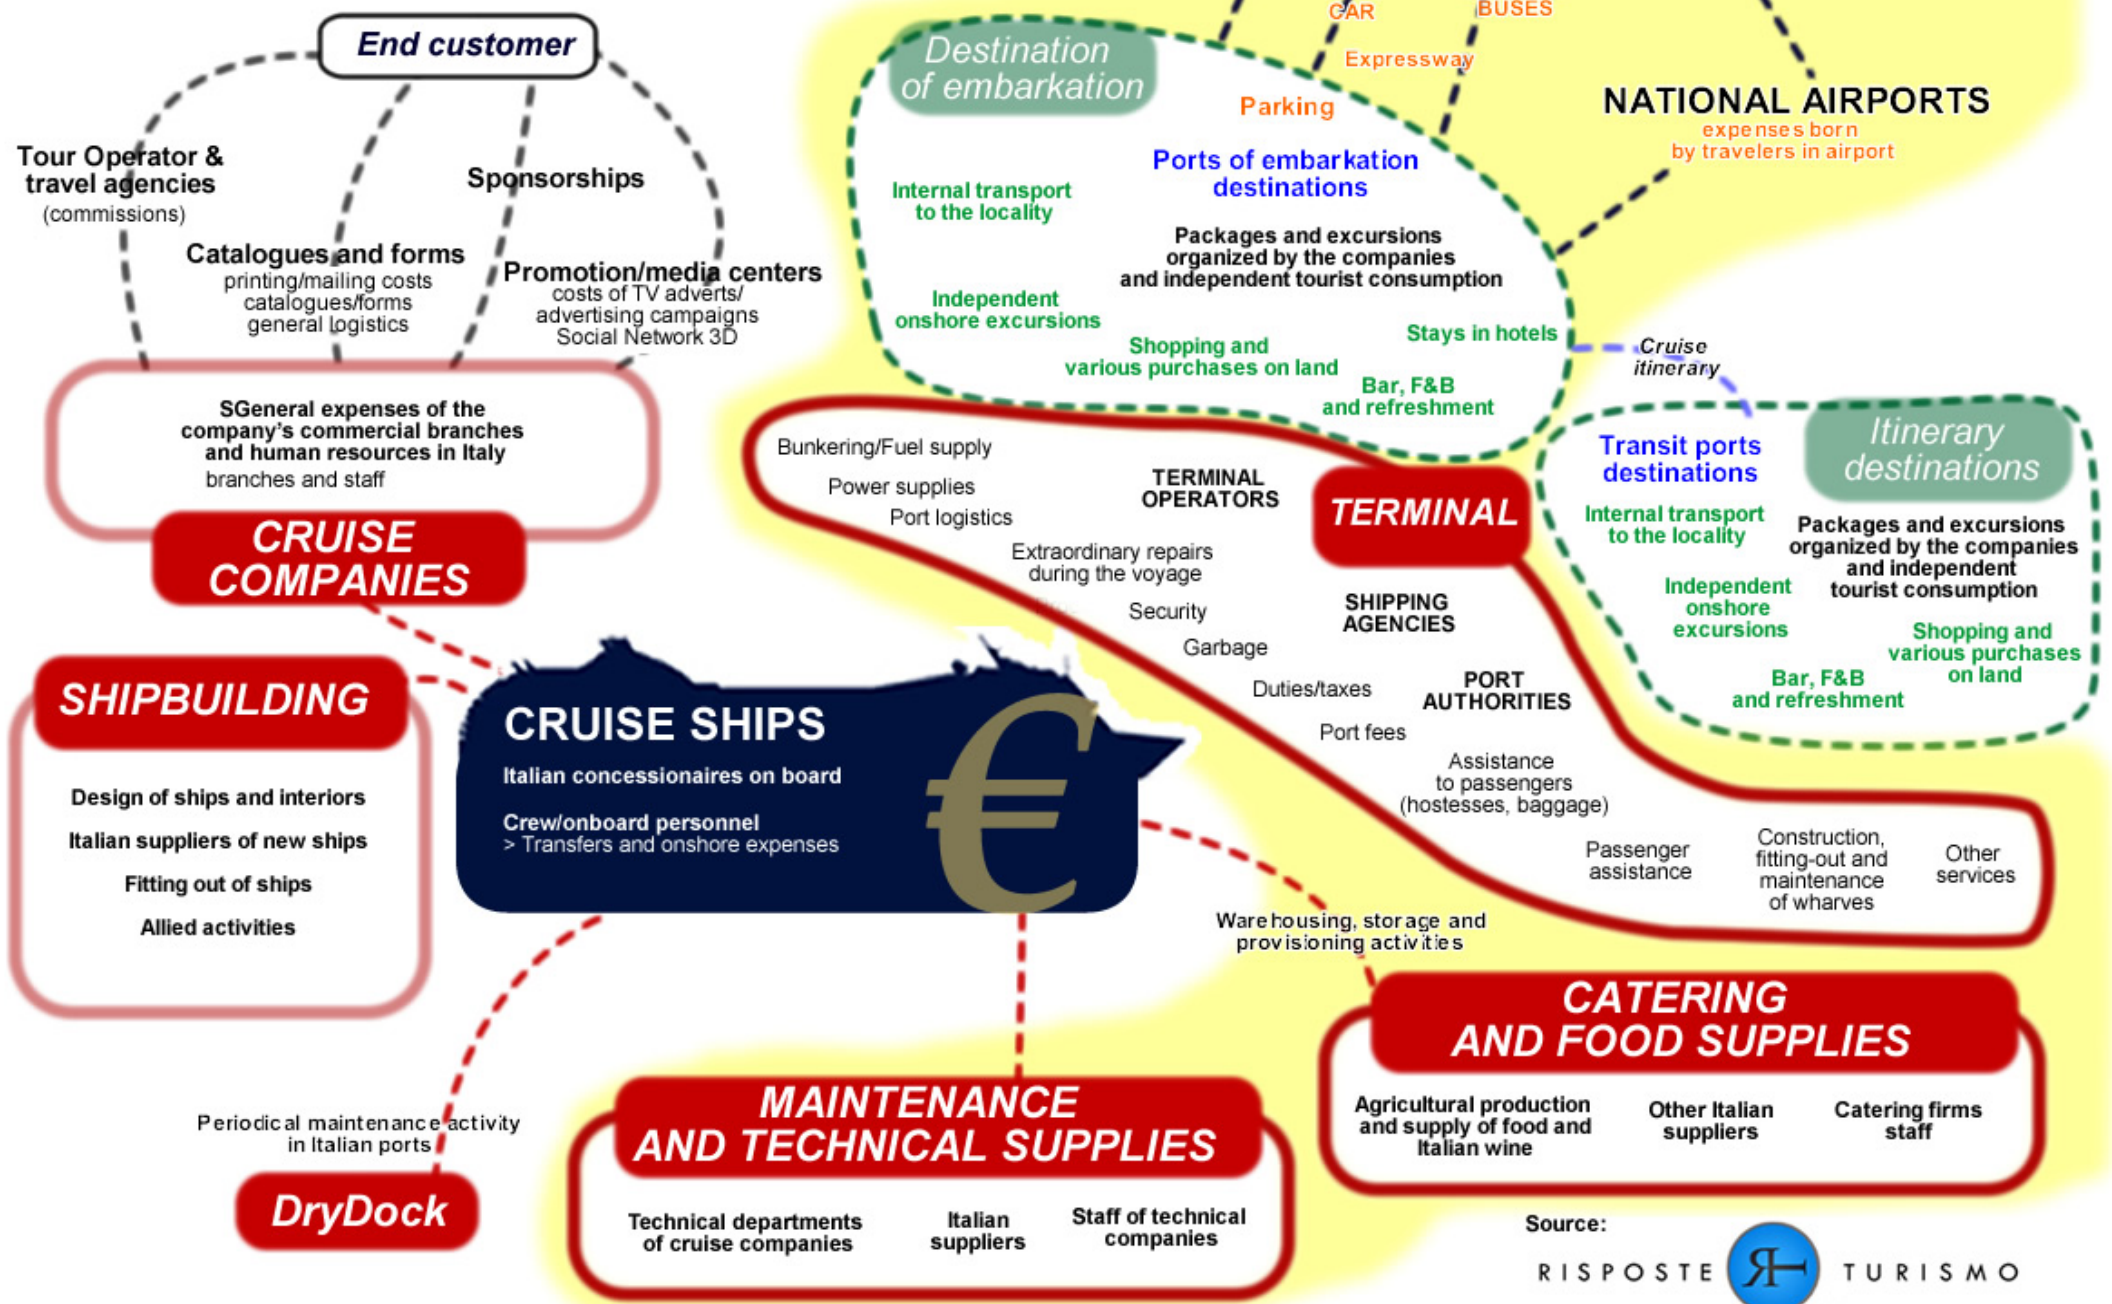 End customer
Tour Operator &
travel agencies
(commissions)
Sponsorships
Catalogues and forms
printing/mailing costs
catalogues/forms
general logistics
Promotion/media centers
costs of TV adverts/
advertising campaigns
Social Network 3D
SGeneral expenses of the
company's commercial branches
and human resources in Italy
branches and staff
CRUISE
COMPANIES
SHIPBUILDING
Design of ships and interiors
Italian suppliers of new ships
Fitting out of ships
Allied activities
CRUISE SHIPS
Italian concessionaires on board
Crew/onboard personnel
> Transfers and onshore expenses
€
Periodical maintenance activity
in Italian ports
DryDock
MAINTENANCE
AND TECHNICAL SUPPLIES
Technical departments
of cruise companies
Italian
suppliers
Staff of technical
companies
CAR
BUSES
Expressway
Destination
of embarkation
Parking
Ports of embarkation
destinations
Internal transport
to the locality
Packages and excursions
organized by the companies
and independent tourist consumption
Independent
onshore excursions
Shopping and
various purchases on land
Stays in hotels
Bar, F&B
and refreshment
NATIONAL AIRPORTS
expenses born
by travelers in airport
Cruise
itinerary
Itinerary
destinations
Transit ports
destinations
Internal transport
to the locality
Packages and excursions
organized by the companies
and independent
tourist consumption
Independent
onshore
excursions
Shopping and
various purchases
on land
Bar, F&B
and refreshment
TERMINAL
Bunkering/Fuel supply
Power supplies
Port logistics
TERMINAL
OPERATORS
Extraordinary repairs
during the voyage
Security
SHIPPING
AGENCIES
Garbage
Duties/taxes
PORT
AUTHORITIES
Port fees
Assistance
to passengers
(hostesses, baggage)
Passenger
assistance
Construction,
fitting-out and
maintenance
of wharves
Other
services
Warehousing, storage and
provisioning activities
CATERING
AND FOOD SUPPLIES
Agricultural production
and supply of food and
Italian wine
Other Italian
suppliers
Catering firms
staff
Source:
RISPOSTE TURISMO